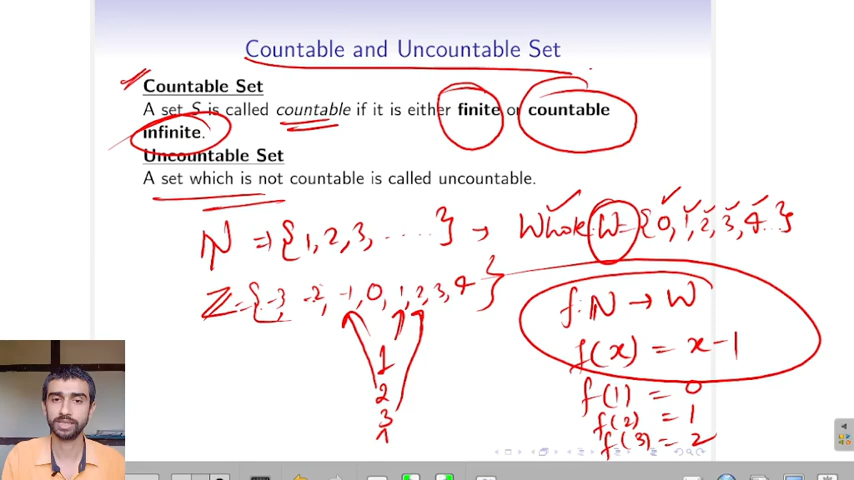 Countable and Uncountable Set
Countable Set
A set S is called countable if it is either finite or countable
infinite.
Uncountable Set
A set which is not countable is called uncountable.
N ⇒ {1, 2, 3, .....} → Whole W = {0, 1, 2, 3, 4...}
Z = {-3 -2, -1, 0, 1, 2, 3, 4 }
f: N → W
f(x) = x-1
1
2
3
f(1) = 0
f(2) = 1
f(3) = 2